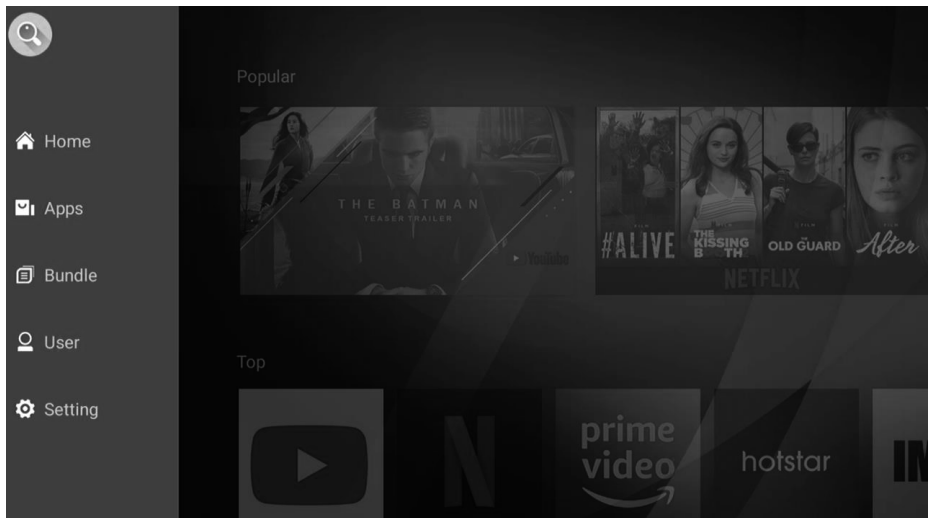 Home
Apps
Bundle
User
Setting
Popular
THE BATMAN
TEASER TRAILER
YouTube
#ALIVE
THE KISSING
B TH
THE
OLD GUARD
After
NETFLIX
Top
N
prime
video
hotstar